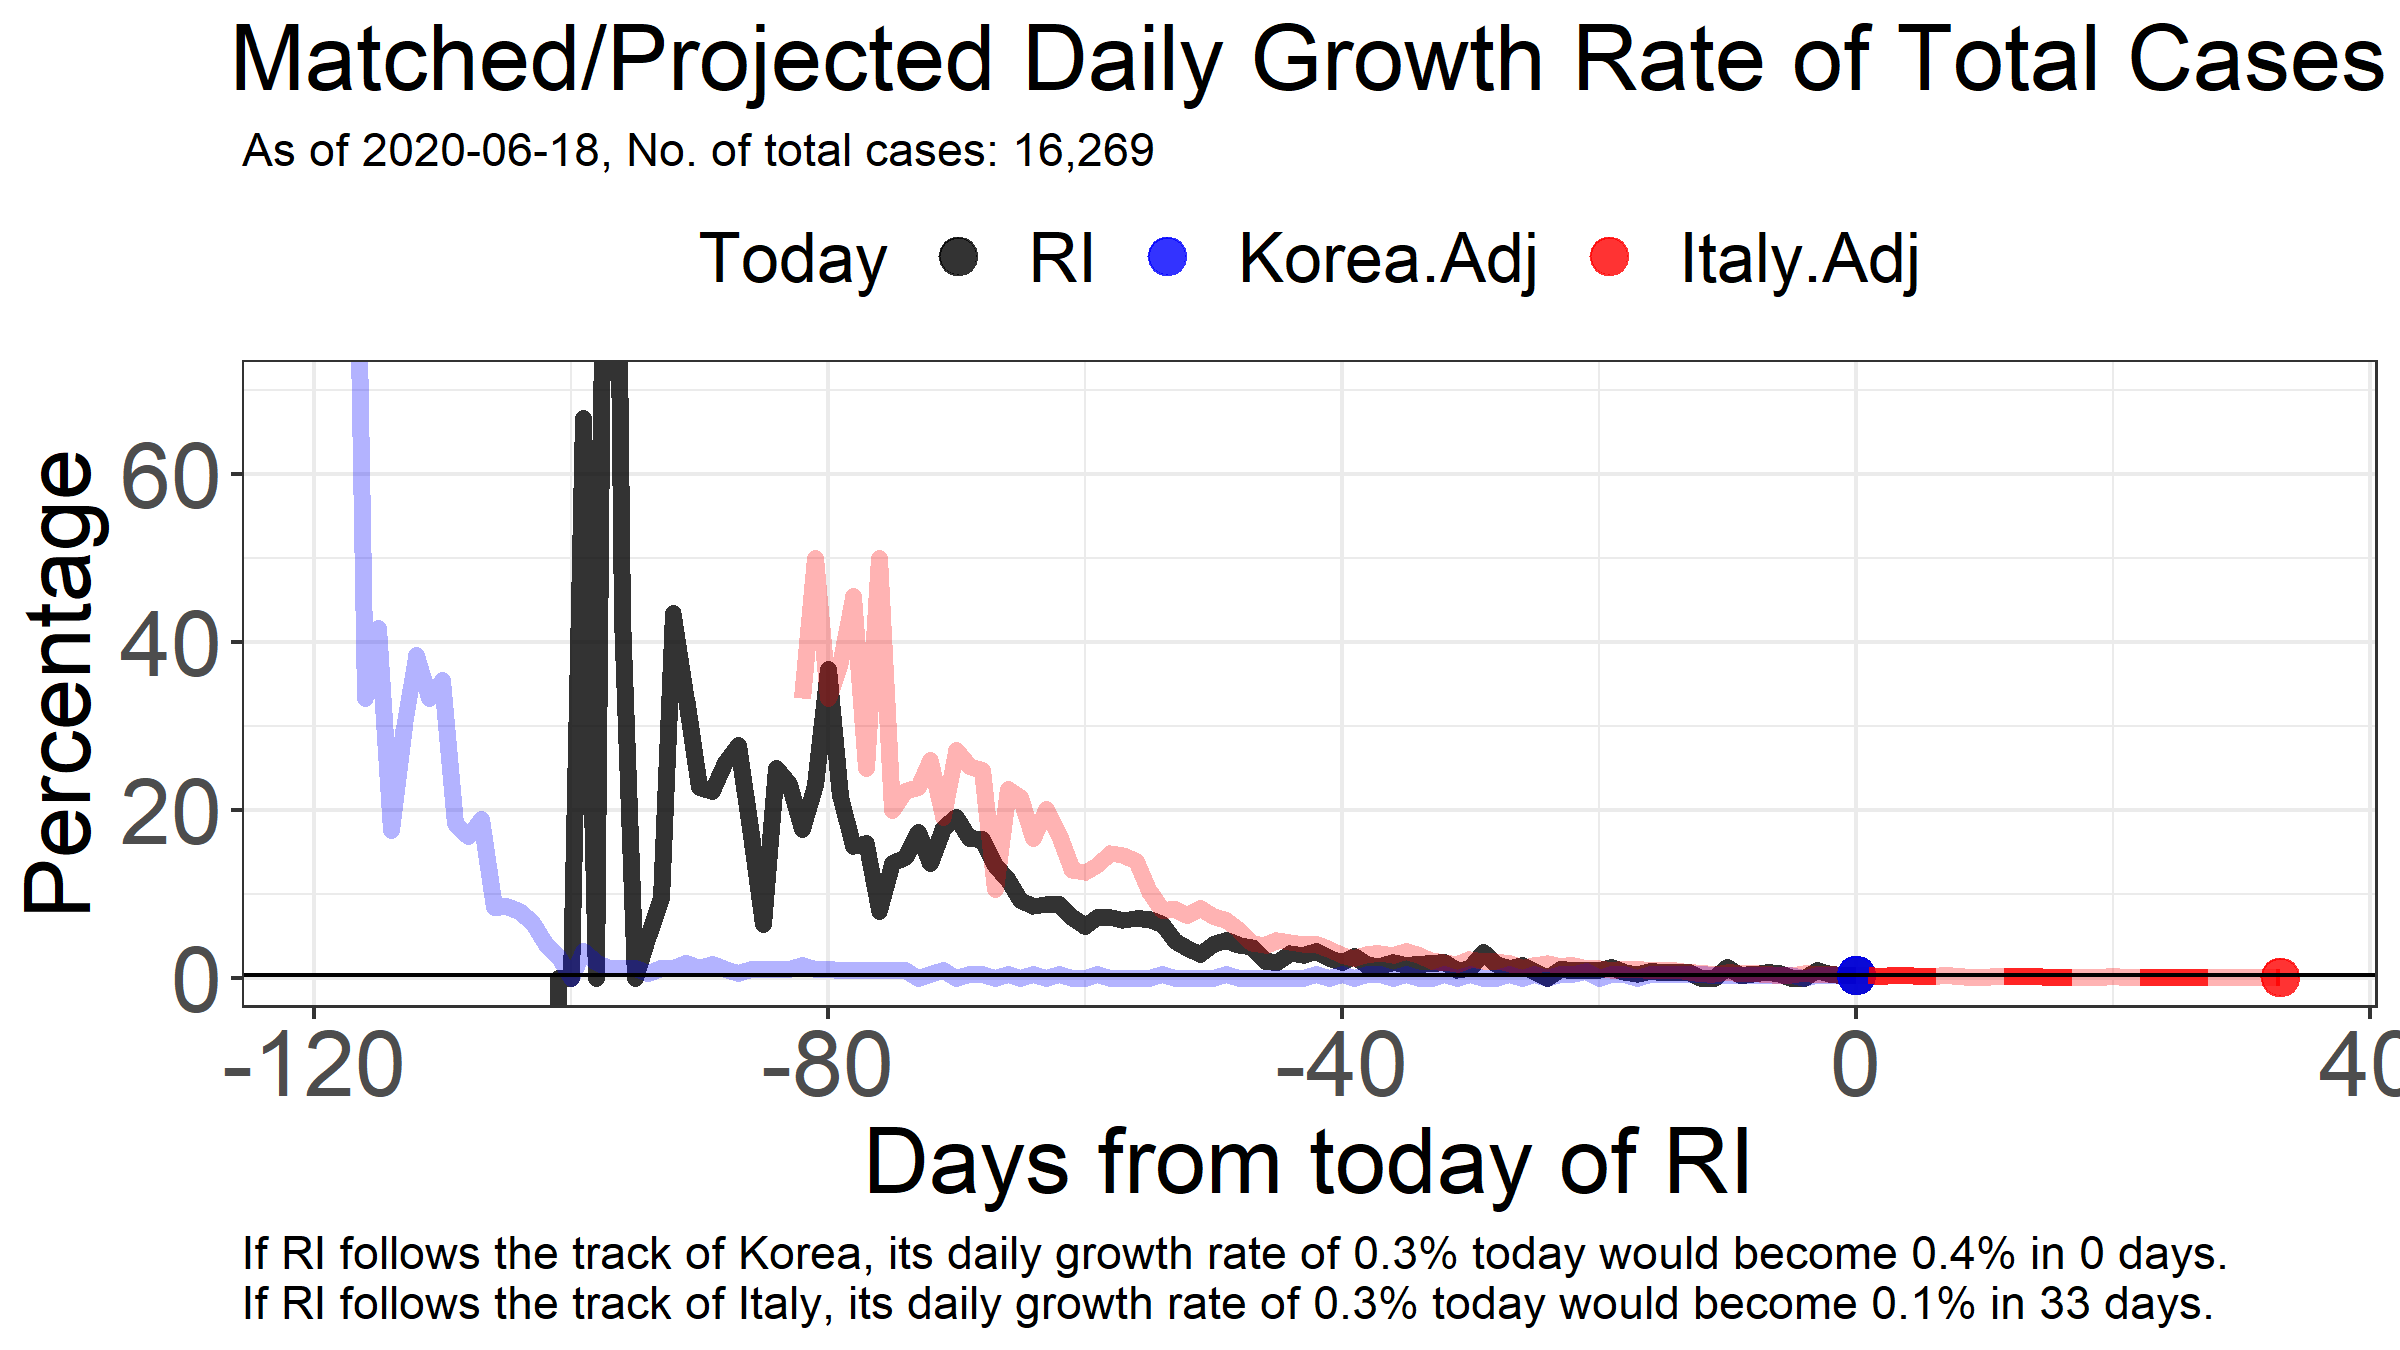 Matched/Projected Daily Growth Rate of Total Cases
As of 2020-06-18, No. of total cases: 16,269
Today RI Korea.Adj Italy.Adj
Percentage
60
40
20
0
-120 -80 -40 0 40
Days from today of RI
If RI follows the track of Korea, its daily growth rate of 0.3% today would become 0.4% in 0 days.
If RI follows the track of Italy, its daily growth rate of 0.3% today would become 0.1% in 33 days.